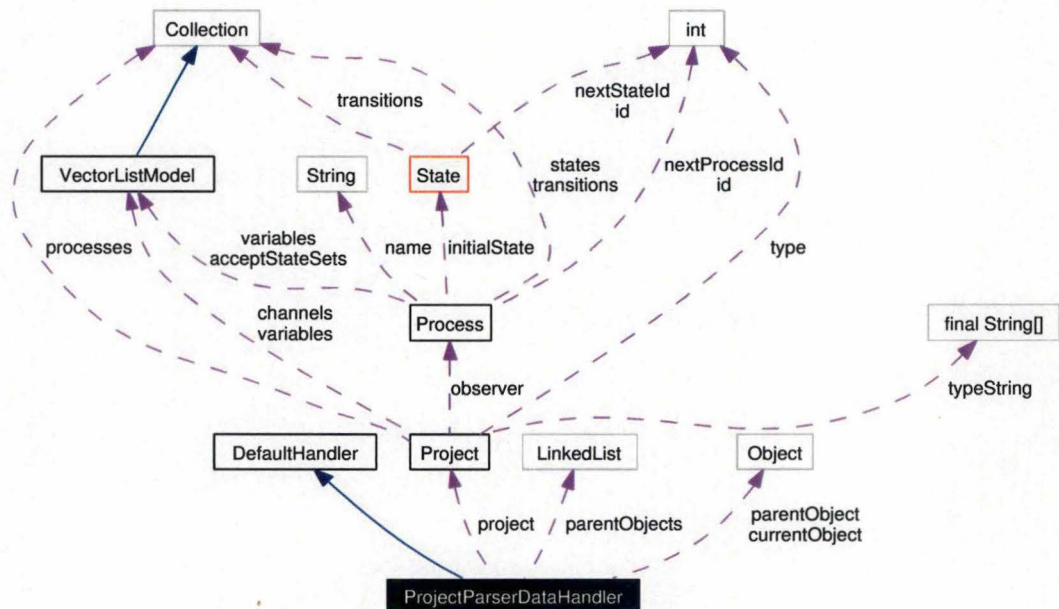 Collection
int
transitions
nextStateId
id
VectorListModel
String
State
states
transitions
nextProcessId
id
processes
variables
acceptStateSets
name
initialState
type
channels
variables
Process
final String[]
observer
typeString
DefaultHandler
Project
LinkedList
Object
project
parentObjects
parentObject
currentObject
ProjectParserDataHandler